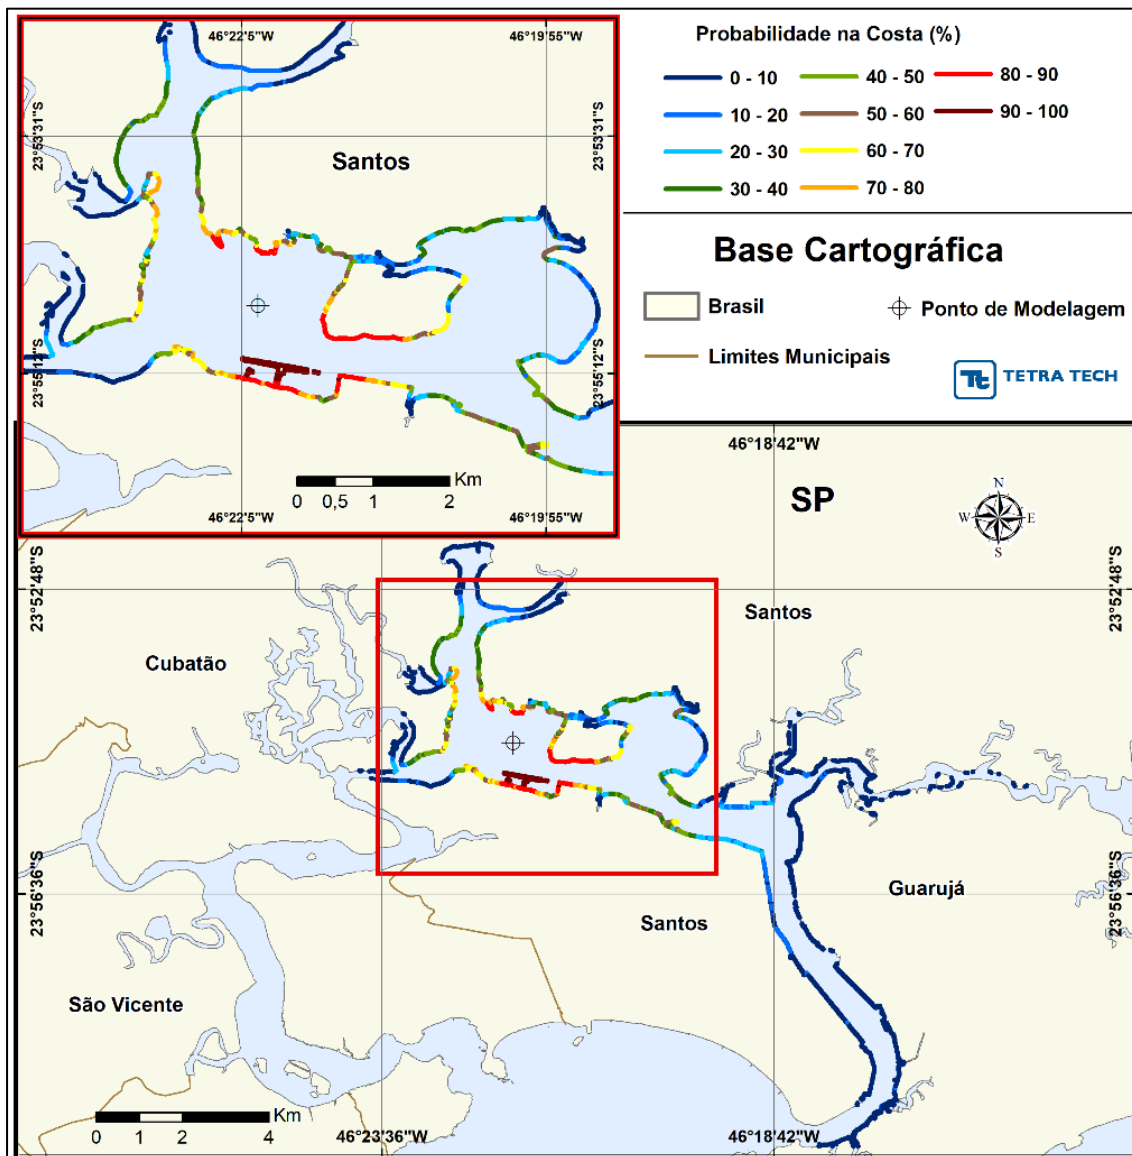 46°22'5"W
46°19'55"W
23°53'31"S
23°53'31"S
Santos
23°55'12"S
23°55'12"S
Km
0 0,5 1 2
46°22'5"W
46°19'55"W
Probabilidade na Costa (%)
0 - 10
40 - 50
80 - 90
10 - 20
50 - 60
90 - 100
20 - 30
60 - 70
30 - 40
70 - 80
Base Cartográfica
Brasil
Ponto de Modelagem
Limites Municipais
Tt TETRA TECH
46°18'42"W
SP
N
W E
S
23°52'48"S
23°52'48"S
Santos
Cubatão
Guarujá
23°56'36"S
23°56'36"S
Santos
São Vicente
Km
0 1 2 4
46°23'36"W
46°18'42"W